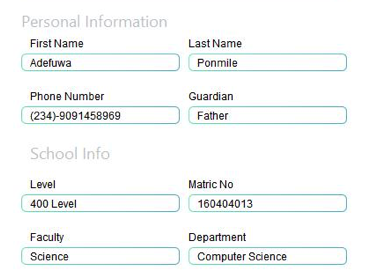 Personal Information
First Name Last Name
Adefuwa Ponmile
Phone Number Guardian
(234)-9091458969 Father
School Info
Level Matric No
400 Level 160404013
Faculty Department
Science Computer Science